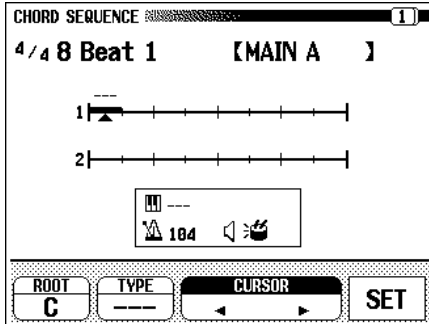 CHORD SEQUENCE 1
4/4 8 Beat 1 【MAIN A 】
---
1
2
---
104
ROOT TYPE CURSOR
C --- ◄ ► SET